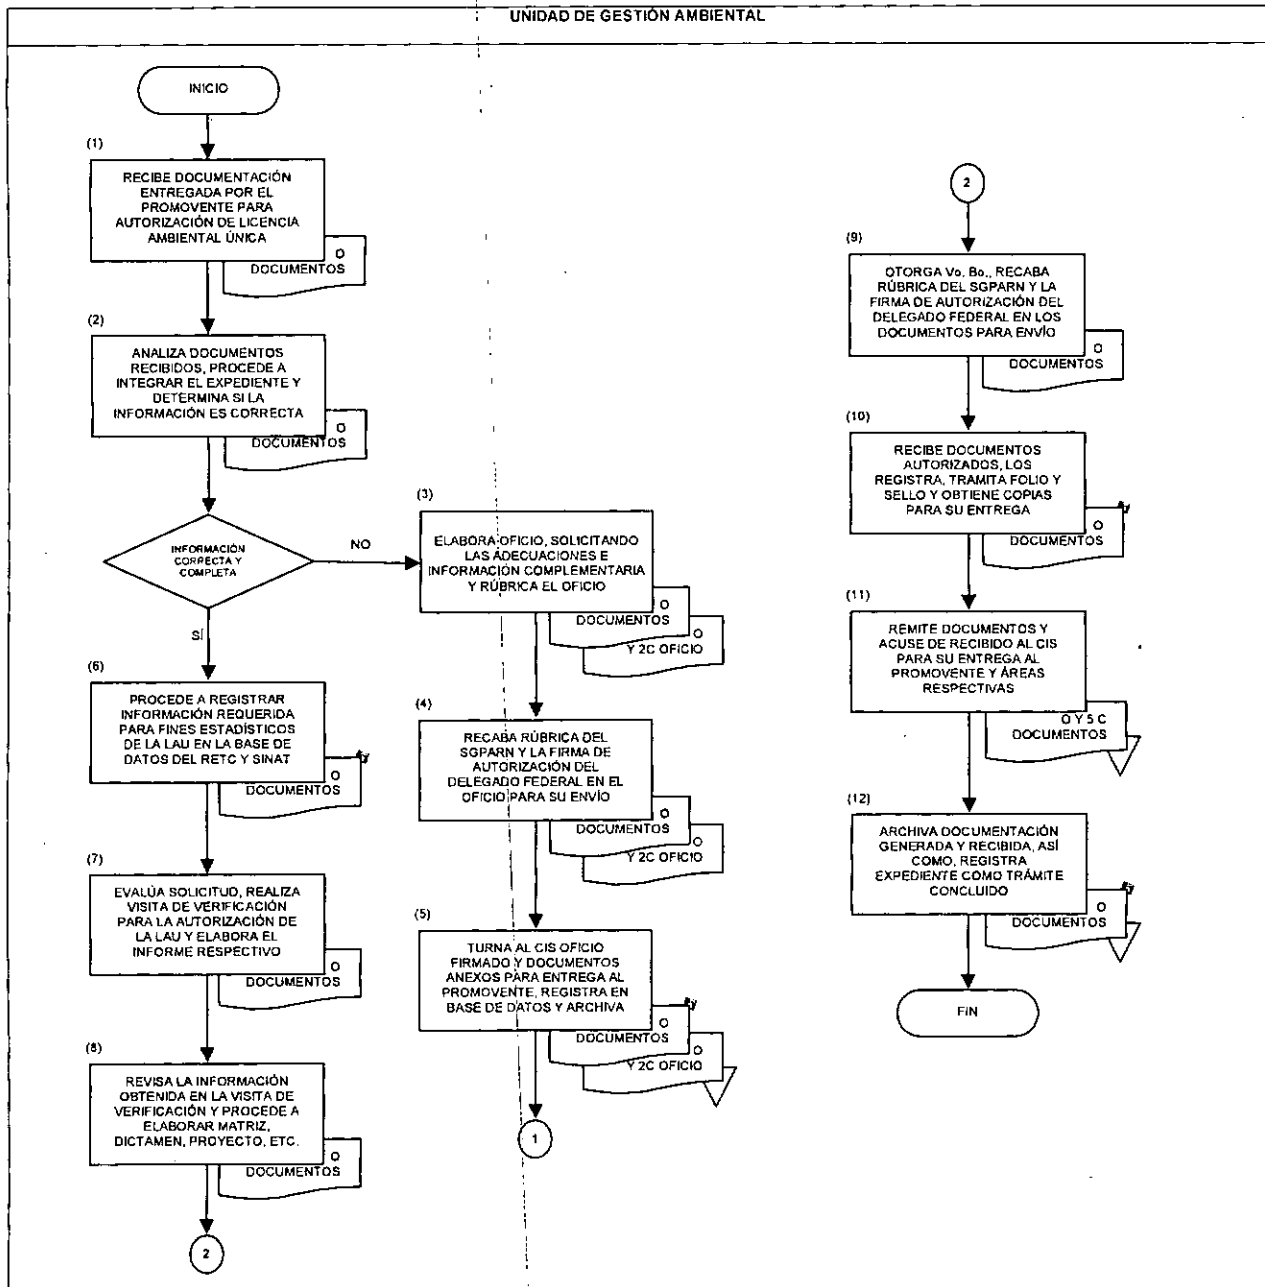 UNIDAD DE GESTIÓN AMBIENTAL
INICIO
(1)
RECIBE DOCUMENTACIÓN
ENTREGADA POR EL
PROMOVENTE PARA
AUTORIZACIÓN DE LICENCIA
AMBIENTAL ÚNICA
O
DOCUMENTOS
(2)
ANALIZA DOCUMENTOS
RECIBIDOS, PROCEDE A
INTEGRAR EL EXPEDIENTE Y
DETERMINA SI LA
INFORMACIÓN ES CORRECTA
O
DOCUMENTOS
INFORMACIÓN
CORRECTA Y
COMPLETA
NO
SÍ
(3)
ELABORA OFICIO, SOLICITANDO
LAS ADECUACIONES E
INFORMACIÓN COMPLEMENTARIA
Y RÚBRICA EL OFICIO
O
DOCUMENTOS
O
Y 2C OFICIO
(4)
RECABA RÚBRICA DEL
SGPARN Y LA FIRMA DE
AUTORIZACIÓN DEL
DELEGADO FEDERAL EN EL
OFICIO PARA SU ENVÍO
O
DOCUMENTOS
O
Y 2C OFICIO
(5)
TURNA AL CIS OFICIO
FIRMADO Y DOCUMENTOS
ANEXOS PARA ENTREGA AL
PROMOVENTE, REGISTRA EN
BASE DE DATOS Y ARCHIVA
O
DOCUMENTOS
O
Y 2C OFICIO
1
(6)
PROCEDE A REGISTRAR
INFORMACIÓN REQUERIDA
PARA FINES ESTADÍSTICOS
DE LA LAU EN LA BASE DE
DATOS DEL RETC Y SINAT
O
DOCUMENTOS
(7)
EVALÚA SOLICITUD, REALIZA
VISITA DE VERIFICACIÓN
PARA LA AUTORIZACIÓN DE
LA LAU Y ELABORA EL
INFORME RESPECTIVO
O
DOCUMENTOS
(8)
REVISA LA INFORMACIÓN
OBTENIDA EN LA VISITA DE
VERIFICACIÓN Y PROCEDE A
ELABORAR MATRIZ,
DICTAMEN, PROYECTO, ETC.
O
DOCUMENTOS
2
2
(9)
OTORGA Vo. Bo., RECABA
RÚBRICA DEL SGPARN Y LA
FIRMA DE AUTORIZACIÓN DEL
DELEGADO FEDERAL EN LOS
DOCUMENTOS PARA ENVÍO
O
DOCUMENTOS
(10)
RECIBE DOCUMENTOS
AUTORIZADOS, LOS
REGISTRA, TRAMITA FOLIO Y
SELLO Y OBTIENE COPIAS
PARA SU ENTREGA
O
DOCUMENTOS
(11)
REMITE DOCUMENTOS Y
ACUSE DE RECIBIDO AL CIS
PARA SU ENTREGA AL
PROMOVENTE Y ÁREAS
RESPECTIVAS
O Y 5 C
DOCUMENTOS
(12)
ARCHIVA DOCUMENTACIÓN
GENERADA Y RECIBIDA, ASÍ
COMO, REGISTRA
EXPEDIENTE COMO TRÁMITE
CONCLUIDO
O
DOCUMENTOS
FIN